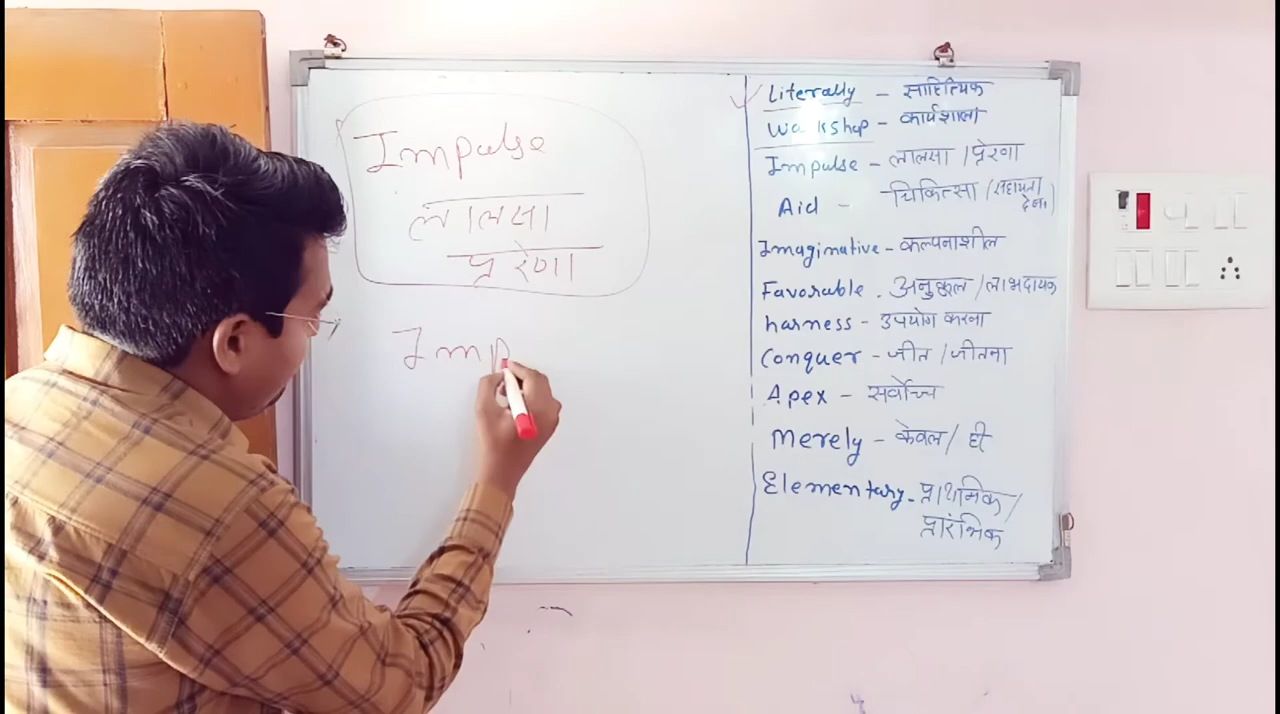 Impulse
लालसा
प्ररेणा
Imp
Literally - साहित्यिक
Workshop - कार्यशाला
Impulse - लालसा / प्रेरणा
Aid - चिकित्सा (सहायता देना)
Imaginative - कल्पनाशील
Favorable - अनुकूल / लाभदायक
harness - उपयोग करना
Conquer - जीत / जीतना
Apex - सर्वोच्च
Merely - केवल / ही
Elementary - प्राथमिक /
प्रारंभिक